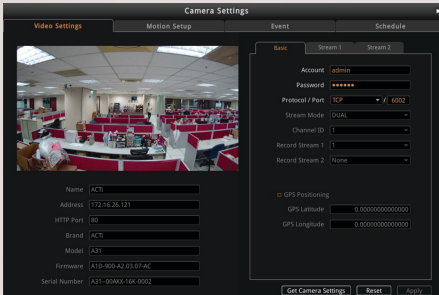 Camera Settings
Video Settings
Motion Setup
Event
Schedule
Basic
Stream 1
Stream 2
Account admin
Password ●●●●●●
Protocol / Port TCP / 6002
Stream Mode DUAL
Channel ID 1
Record Stream 1 1
Record Stream 2 None
GPS Positioning
GPS Latitude 0.00000000000000
GPS Longitude 0.00000000000000
Name ACTi
Address 172.16.26.121
HTTP Port 80
Brand ACTi
Model A31
Firmware A1D-900-A2.03.07-AC
Serial Number A31--00AXX-16K-0002
Get Camera Settings
Reset
Apply